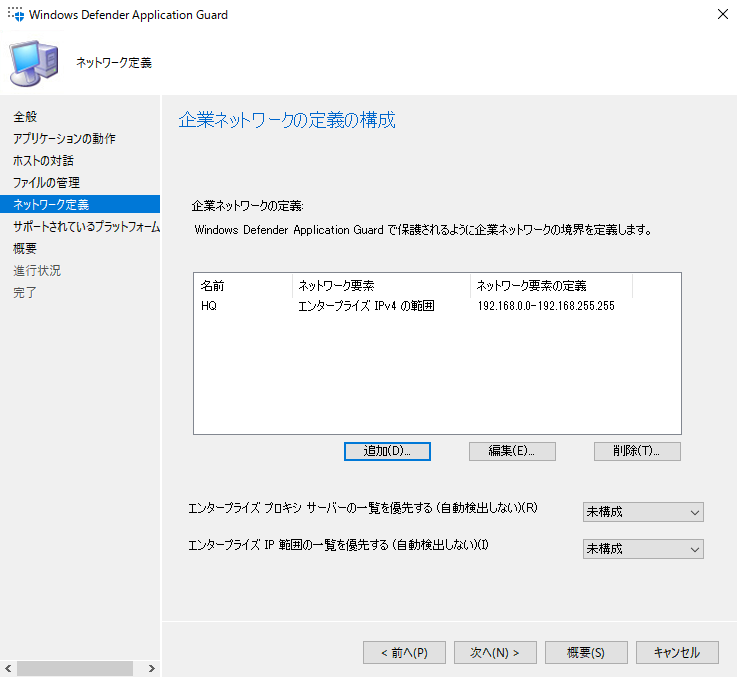 Windows Defender Application Guard
ネットワーク定義
全般
アプリケーションの動作
ホストの対話
ファイルの管理
ネットワーク定義
サポートされているプラットフォーム
概要
進行状況
完了
企業ネットワークの定義の構成
企業ネットワークの定義:
Windows Defender Application Guard で保護されるように企業ネットワークの境界を定義します。
名前 ネットワーク要素 ネットワーク要素の定義
HQ エンタープライズ IPv4 の範囲 192.168.0.0-192.168.255.255
追加(D)... 編集(E)... 削除(T)...
エンタープライズ プロキシ サーバーの一覧を優先する (自動検出しない)(R) 未構成
エンタープライズ IP 範囲の一覧を優先する (自動検出しない)(I) 未構成
< 前へ(P) 次へ(N) > 概要(S) キャンセル